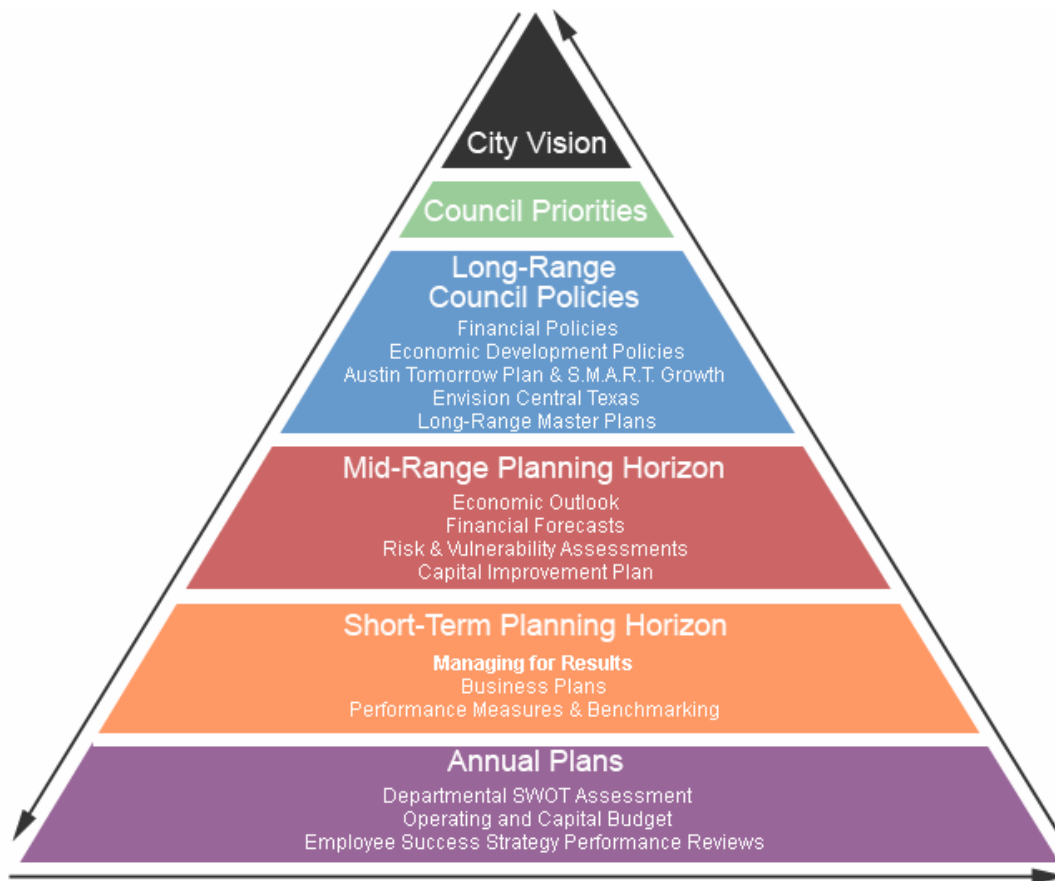 City Vision
Council Priorities
Long-Range
Council Policies
Financial Policies
Economic Development Policies
Austin Tomorrow Plan & S.M.A.R.T. Growth
Envision Central Texas
Long-Range Master Plans
Mid-Range Planning Horizon
Economic Outlook
Financial Forecasts
Risk & Vulnerability Assessments
Capital Improvement Plan
Short-Term Planning Horizon
Managing for Results
Business Plans
Performance Measures & Benchmarking
Annual Plans
Departmental SWOT Assessment
Operating and Capital Budget
Employee Success Strategy Performance Reviews